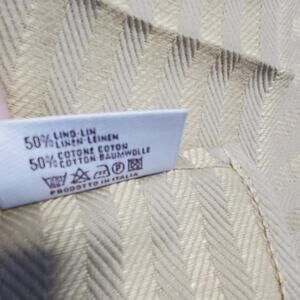 50% LINO-LIN
LINEN-LEINEN
50% COTONE COTON
COTTON BAUMWOLLE
PRODOTTO IN ITALIA